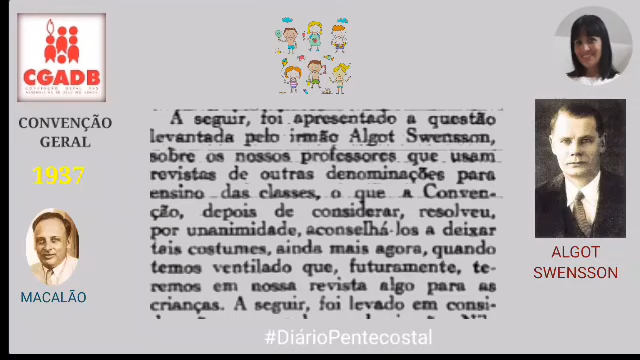 CGADB
CONVENÇÃO
GERAL
1937
MACALÃO
A seguir, foi apresentado a questão
levantada pelo irmão Algot Swensson,
sobre os nossos professores que usam
revistas de outras denominações para
ensino das classes, o que a Conven-
ção, depois de considerar, resolveu,
por unanimidade, aconselhá-los a deixar
tais costumes, ainda mais agora, quando
temos ventilado que, futuramente, te-
remos em nossa revista algo para as
crianças. A seguir, foi levado em consi-
ALGOT
SWENSSON
#DiárioPentecostal